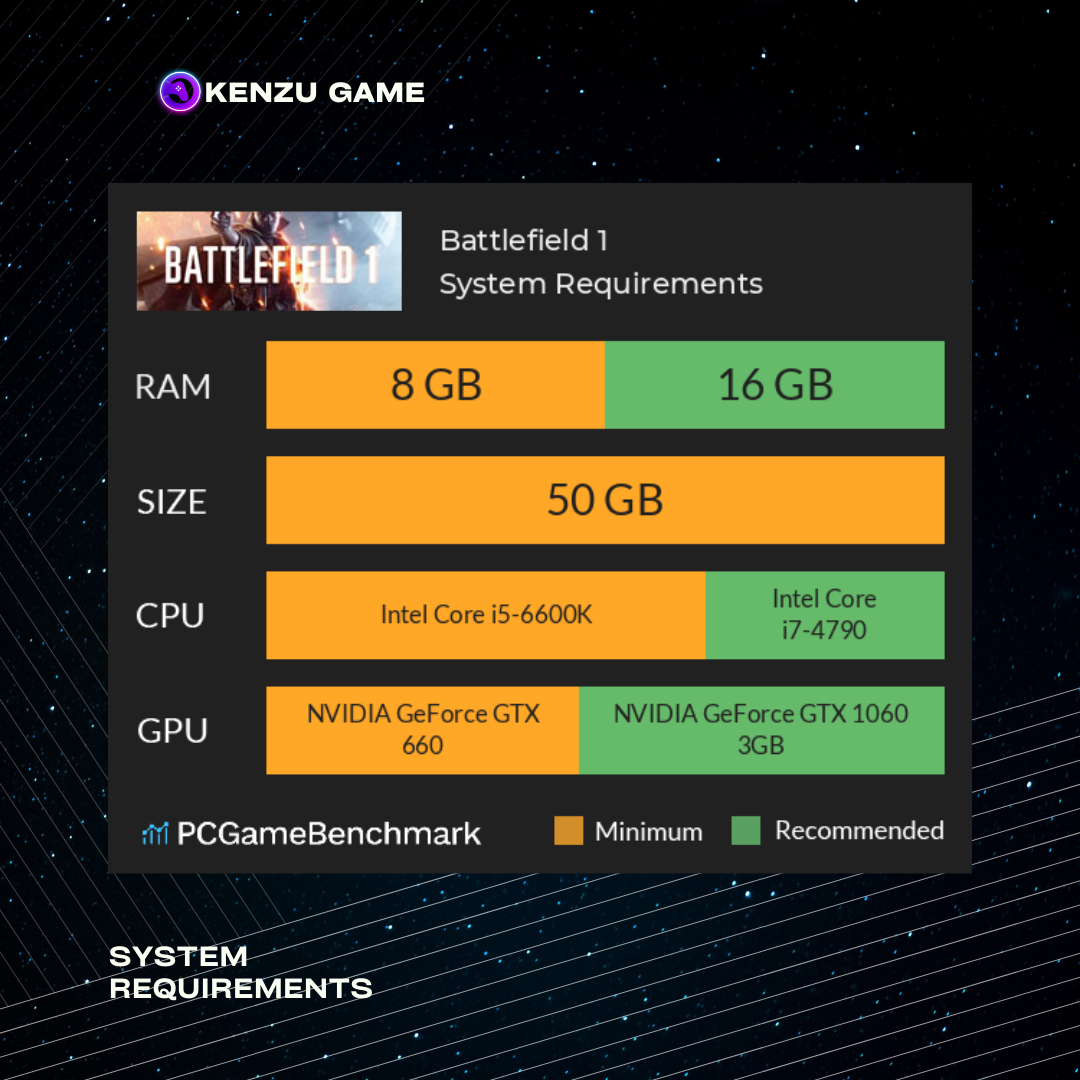 KENZU GAME
BATTLEFIELD 1
Battlefield 1
System Requirements
RAM
8 GB
16 GB
SIZE
50 GB
CPU
Intel Core i5-6600K
Intel Core
i7-4790
GPU
NVIDIA GeForce GTX
660
NVIDIA GeForce GTX 1060
3GB
PCGameBenchmark
Minimum
Recommended
SYSTEM
REQUIREMENTS